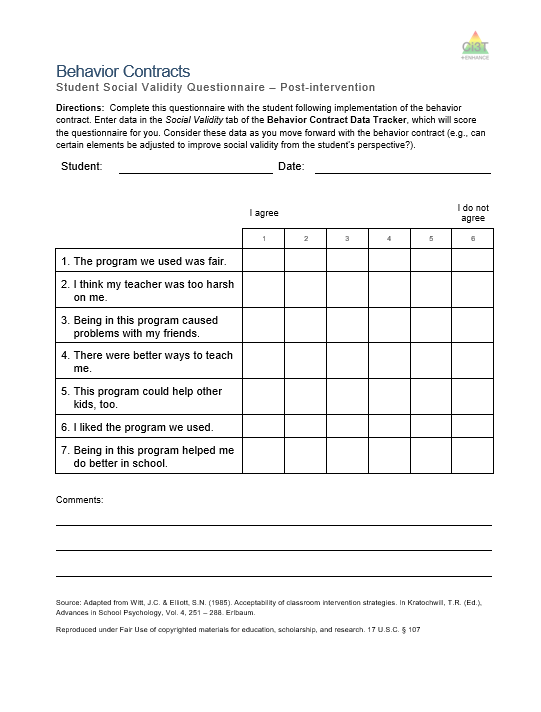 CI3T
ENHANCE
Behavior Contracts
Student Social Validity Questionnaire – Post-intervention
Directions: Complete this questionnaire with the student following implementation of the behavior
contract. Enter data in the Social Validity tab of the Behavior Contract Data Tracker, which will score
the questionnaire for you. Consider these data as you move forward with the behavior contract (e.g., can
certain elements be adjusted to improve social validity from the student's perspective?).
Student: Date:
I agree I do not
agree
1 2 3 4 5 6
1. The program we used was fair.
2. I think my teacher was too harsh
on me.
3. Being in this program caused
problems with my friends.
4. There were better ways to teach
me.
5. This program could help other
kids, too.
6. I liked the program we used.
7. Being in this program helped me
do better in school.
Comments:
Source: Adapted from Witt, J.C. & Elliott, S.N. (1985). Acceptability of classroom intervention strategies. In Kratochwill, T.R. (Ed.),
Advances in School Psychology, Vol. 4, 251 – 288. Erlbaum.
Reproduced under Fair Use of copyrighted materials for education, scholarship, and research. 17 U.S.C. § 107